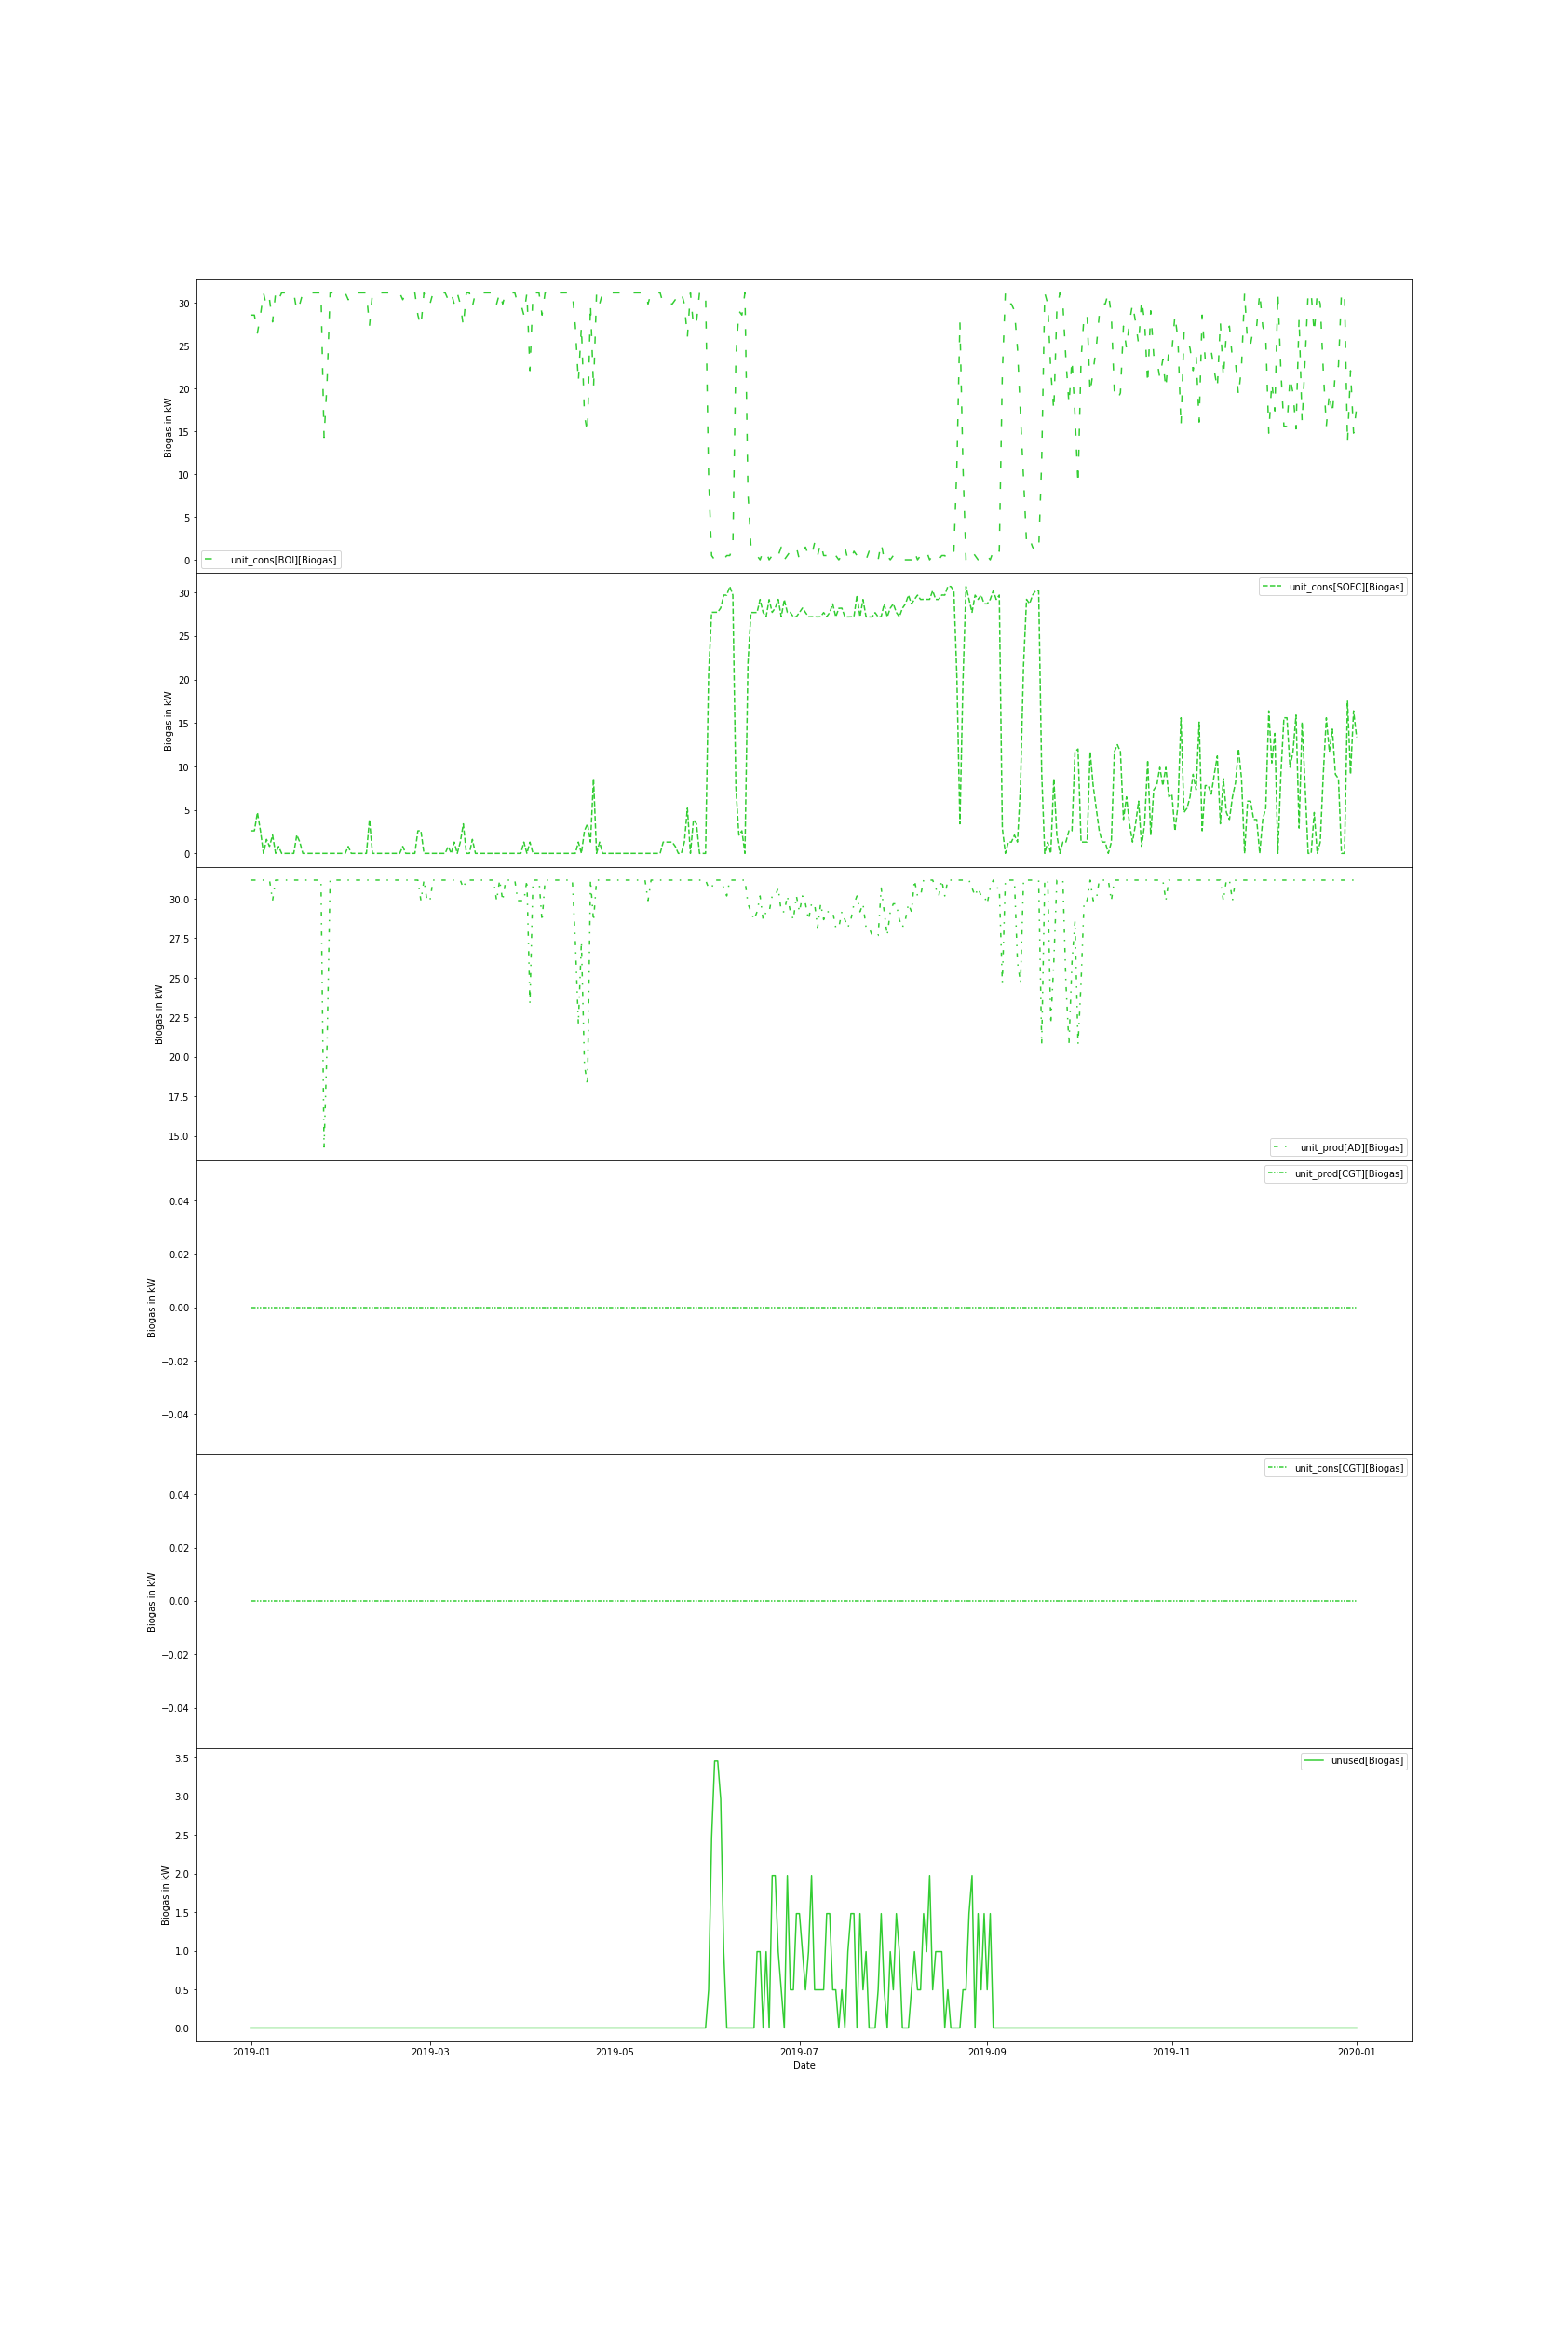 30
25
20
15
10
5
0
Biogas in kW
unit_cons[BOI][Biogas]
30
25
20
15
10
5
0
Biogas in kW
unit_cons[SOFC][Biogas]
30.0
27.5
25.0
22.5
20.0
17.5
15.0
Biogas in kW
unit_prod[AD][Biogas]
0.04
0.02
0.00
−0.02
−0.04
Biogas in kW
unit_prod[CGT][Biogas]
0.04
0.02
0.00
−0.02
−0.04
Biogas in kW
unit_cons[CGT][Biogas]
3.5
3.0
2.5
2.0
1.5
1.0
0.5
0.0
Biogas in kW
unused[Biogas]
2019-01 2019-03 2019-05 2019-07 2019-09 2019-11 2020-01
Date